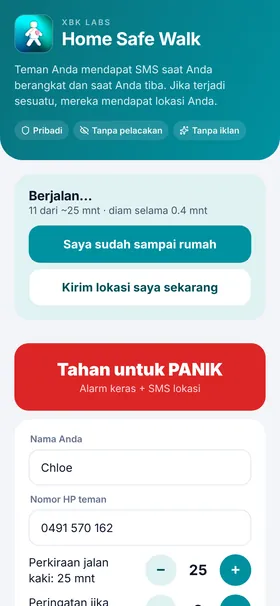 XBK LABS
Home Safe Walk
Teman Anda mendapat SMS saat Anda
berangkat dan saat Anda tiba. Jika terjadi
sesuatu, mereka mendapat lokasi Anda.
Pribadi
Tanpa pelacakan
Tanpa iklan
Berjalan...
11 dari ~25 mnt · diam selama 0.4 mnt
Saya sudah sampai rumah
Kirim lokasi saya sekarang
Tahan untuk PANIK
Alarm keras + SMS lokasi
Nama Anda
Chloe
Nomor HP teman
0491 570 162
Perkiraan jalan
kaki: 25 mnt
− 25 +
Peringatan jika